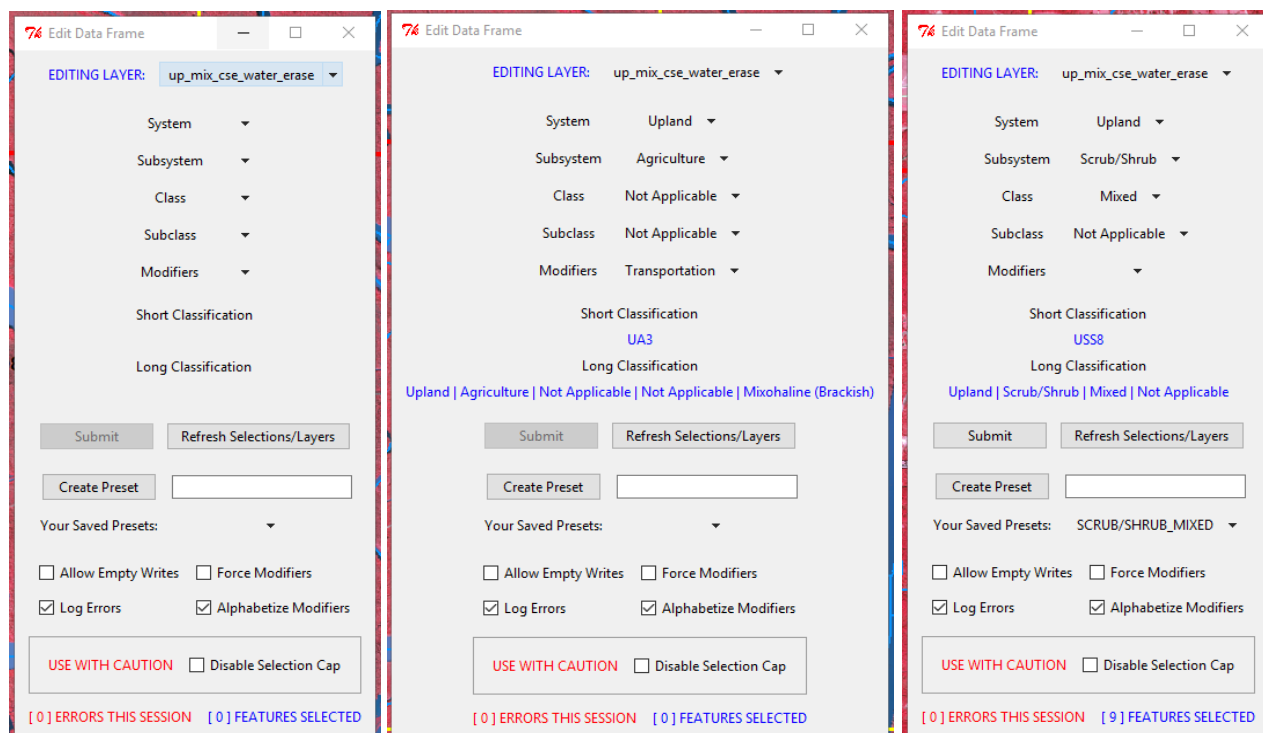 Edit Data Frame
EDITING LAYER: up_mix_cse_water_erase
System
Subsystem
Class
Subclass
Modifiers
Short Classification
Long Classification
Submit Refresh Selections/Layers
Create Preset
Your Saved Presets:
Allow Empty Writes Force Modifiers
Log Errors Alphabetize Modifiers
USE WITH CAUTION Disable Selection Cap
[ 0 ] ERRORS THIS SESSION [ 0 ] FEATURES SELECTED
Edit Data Frame
EDITING LAYER: up_mix_cse_water_erase
System Upland
Subsystem Agriculture
Class Not Applicable
Subclass Not Applicable
Modifiers Transportation
Short Classification
UA3
Long Classification
Upland | Agriculture | Not Applicable | Not Applicable | Mixohaline (Brackish)
Submit Refresh Selections/Layers
Create Preset
Your Saved Presets:
Allow Empty Writes Force Modifiers
Log Errors Alphabetize Modifiers
USE WITH CAUTION Disable Selection Cap
[ 0 ] ERRORS THIS SESSION [ 0 ] FEATURES SELECTED
Edit Data Frame
EDITING LAYER: up_mix_cse_water_erase
System Upland
Subsystem Scrub/Shrub
Class Mixed
Subclass Not Applicable
Modifiers
Short Classification
USS8
Long Classification
Upland | Scrub/Shrub | Mixed | Not Applicable
Submit Refresh Selections/Layers
Create Preset
Your Saved Presets: SCRUB/SHRUB_MIXED
Allow Empty Writes Force Modifiers
Log Errors Alphabetize Modifiers
USE WITH CAUTION Disable Selection Cap
[ 0 ] ERRORS THIS SESSION [ 9 ] FEATURES SELECTED